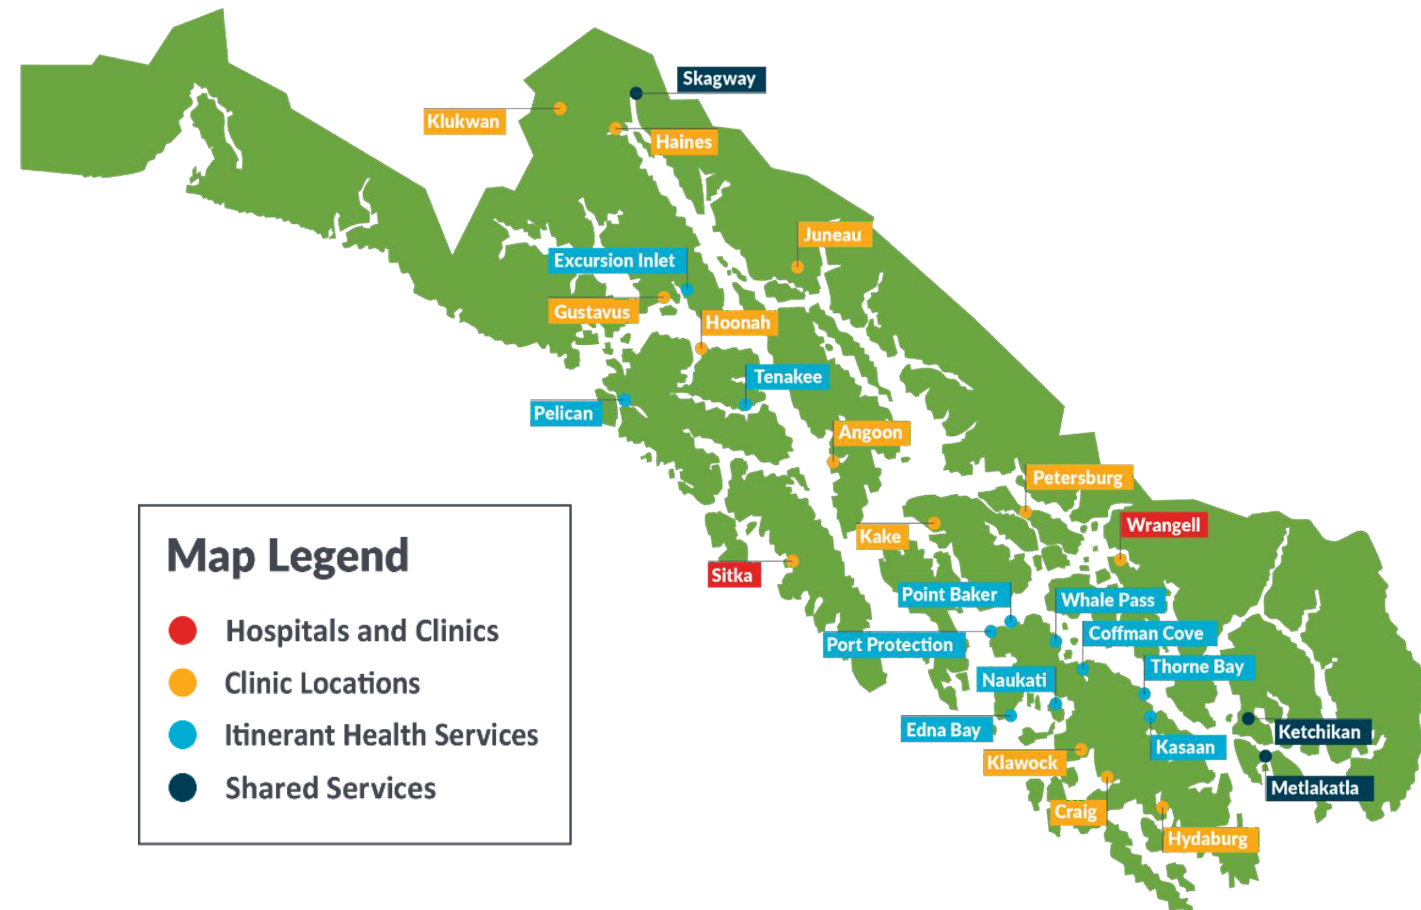 Skagway
Klukwan
Haines
Juneau
Excursion Inlet
Gustavus
Hoonah
Tenakee
Pelican
Angoon
Petersburg
Wrangell
Kake
Sitka
Point Baker
Whale Pass
Port Protection
Coffman Cove
Thorne Bay
Naukati
Edna Bay
Ketchikan
Kasaan
Klawock
Metlakatla
Craig
Hydaburg
Map Legend
Hospitals and Clinics
Clinic Locations
Itinerant Health Services
Shared Services